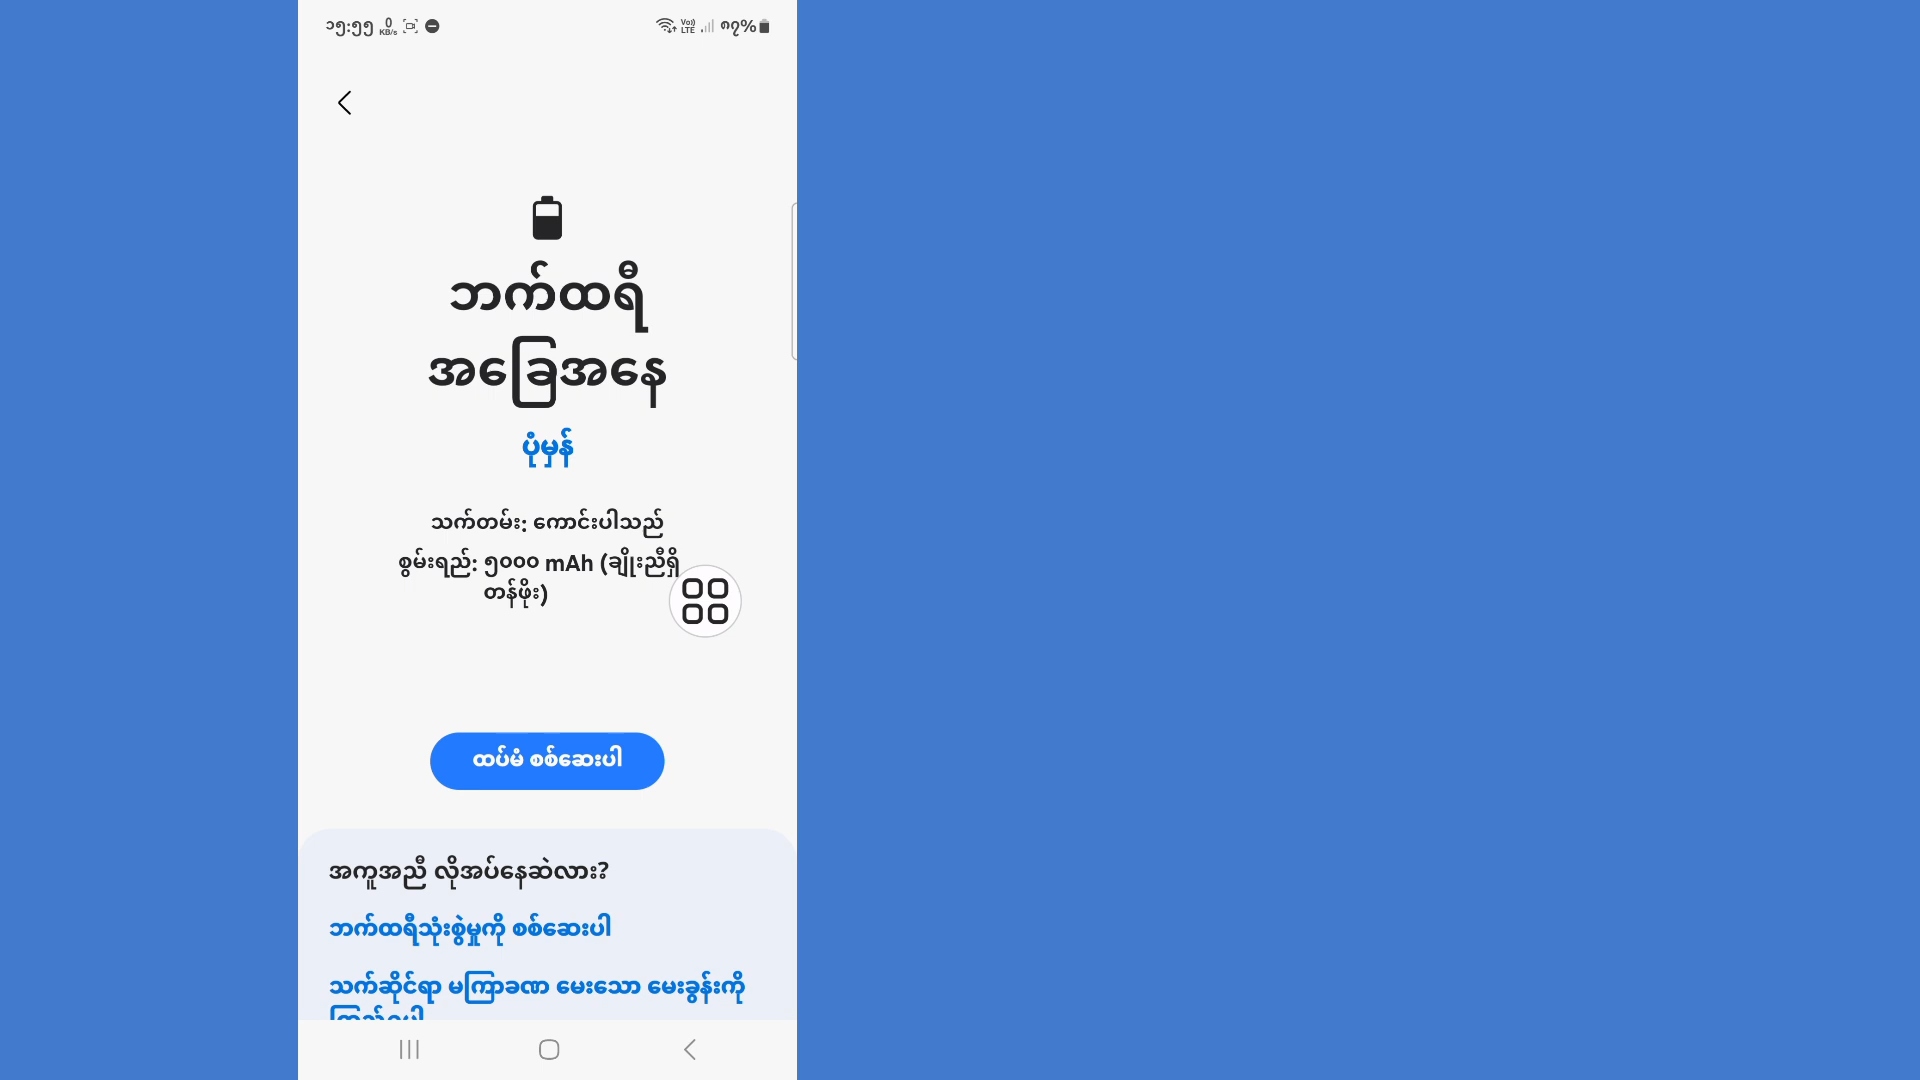 ၁၅:၅၅ 0 KB/s Vo)) LTE ၈၇%
ဘက်ထရီ
အခြေအနေ
ပုံမှန်
သက်တမ်း: ကောင်းပါသည်
စွမ်းရည်: ၅၀၀၀ mAh (ချိုးညီရှိ
တန်ဖိုး)
ထပ်မံ စစ်ဆေးပါ
အကူအညီ လိုအပ်နေဆဲလား?
ဘက်ထရီသုံးစွဲမှုကို စစ်ဆေးပါ
သက်ဆိုင်ရာ မကြာခဏ မေးသော မေးခွန်းကို